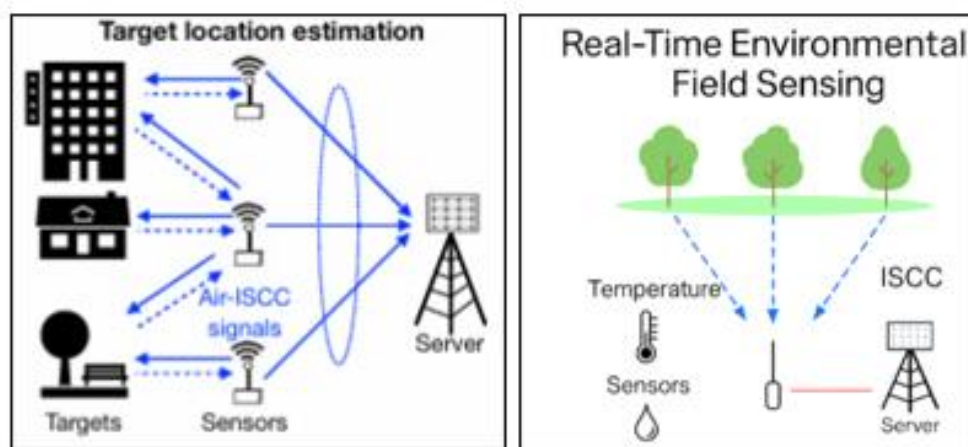 Target location estimation
Air-ISCC
signals
Server
Targets
Sensors
Real-Time Environmental
Field Sensing
ISCC
Temperature
Sensors
Server